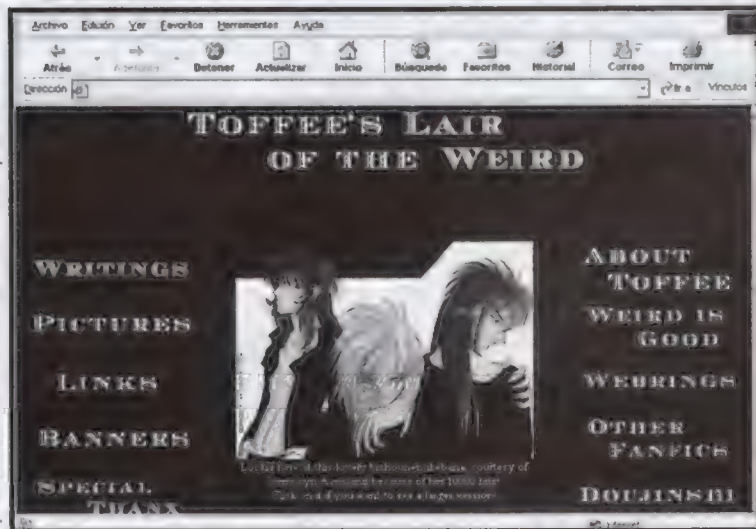 Archivo Edición Ver Favoritos Herramientas Ayuda
Atrás Adelante Detener Actualizar Inicio Búsqueda Favoritos Historial Correo Imprimir
Dirección Ir a Vínculos
TOFFEE'S LAIR
OF THE WEIRD
WRITINGS
PICTURES
LINKS
BANNERS
SPECIAL
THANX
ABOUT
TOFFEE
WEIRD IS
GOOD
WEBRINGS
OTHER
FANFICS
DOUJINSHI